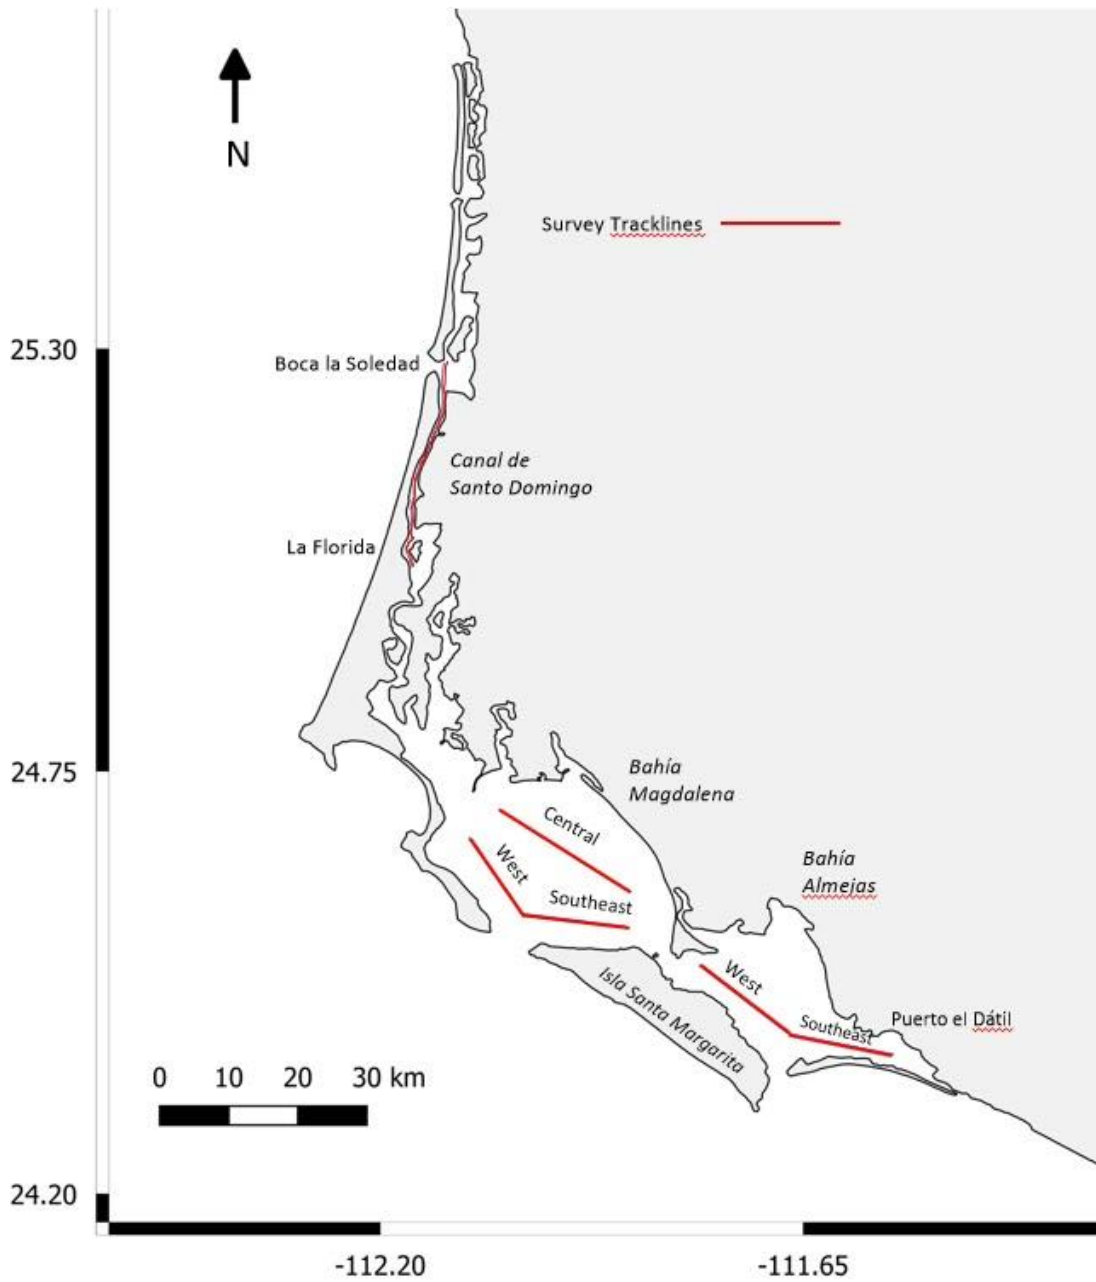 N
Survey Tracklines
25.30
Boca la Soledad
Canal de
Santo Domingo
La Florida
24.75
Bahía
Magdalena
Central
West
Southeast
Bahía
Almejas
West
Southeast
Puerto el Dátil
Isla Santa Margarita
0 10 20 30 km
24.20
-112.20 -111.65